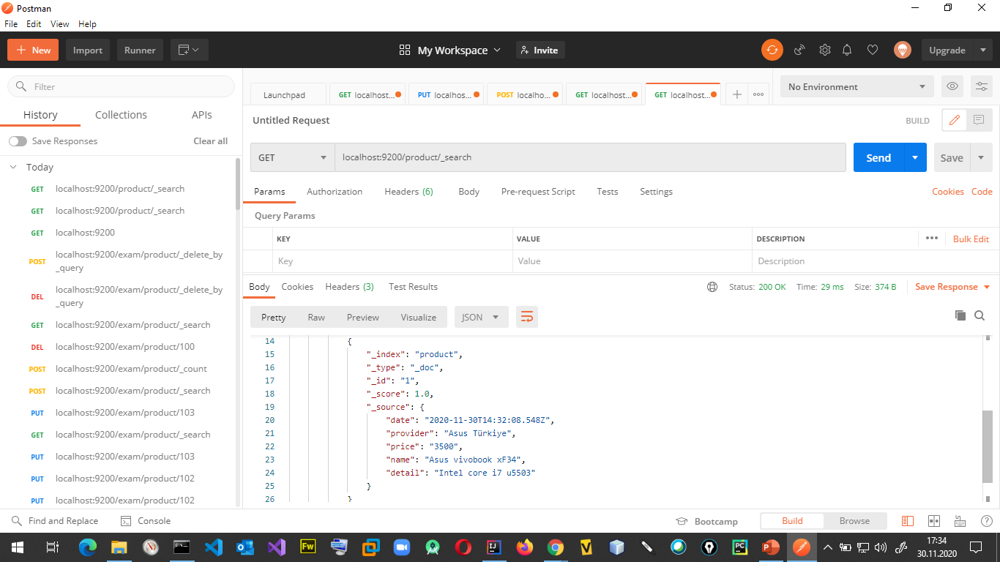 Postman
File Edit View Help
New Import Runner My Workspace Invite Upgrade
Filter
History Collections APIs
Save Responses Clear all
Today
GET localhost:9200/product/_search
GET localhost:9200/product/_search
GET localhost:9200
POST localhost:9200/exam/product/_delete_by
_query
DEL localhost:9200/exam/product/_delete_by
_query
GET localhost:9200/exam/product/_search
DEL localhost:9200/exam/product/100
POST localhost:9200/exam/product/_count
POST localhost:9200/exam/product/_search
PUT localhost:9200/exam/product/103
GET localhost:9200/exam/product/_search
PUT localhost:9200/exam/product/103
PUT localhost:9200/exam/product/102
PUT localhost:9200/exam/product/102
Launchpad GET localhost... PUT localhos... POST localho... GET localhost... GET localhost... No Environment
Untitled Request BUILD
GET localhost:9200/product/_search Send Save
Params Authorization Headers (6) Body Pre-request Script Tests Settings Cookies Code
Query Params
KEY VALUE DESCRIPTION Bulk Edit
Key Value Description
Body Cookies Headers (3) Test Results Status: 200 OK Time: 29 ms Size: 374 B Save Response
Pretty Raw Preview Visualize JSON
14 {
15 "_index": "product",
16 "_type": "_doc",
17 "_id": "1",
18 "_score": 1.0,
19 "_source": {
20 "date": "2020-11-30T14:32:08.548Z",
21 "provider": "Asus Türkiye",
22 "price": "3500",
23 "name": "Asus vivobook xF34",
24 "detail": "Intel core i7 u5503"
25 }
26 }
Find and Replace Console Bootcamp Build Browse
Fw IJ PC P 17:34
30.11.2020